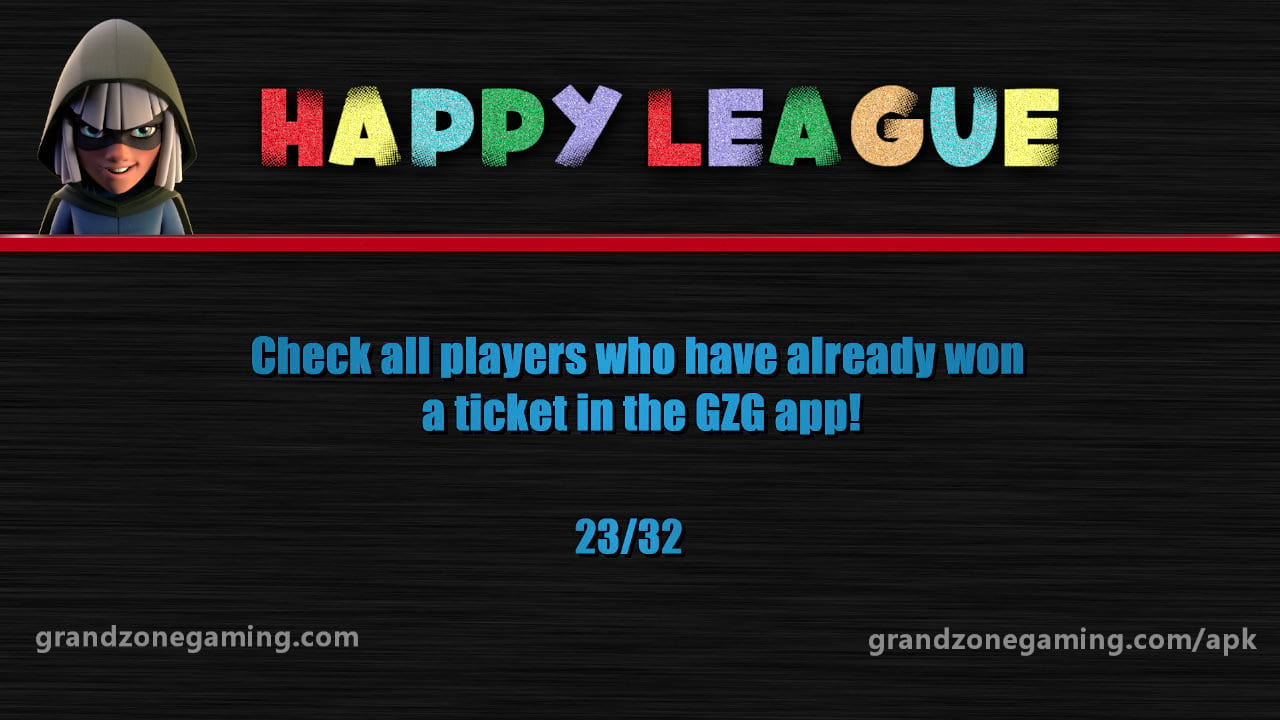 HAPPY LEAGUE
Check all players who have already won
a ticket in the GZG app!
23/32
grandzonegaming.com
grandzonegaming.com/apk